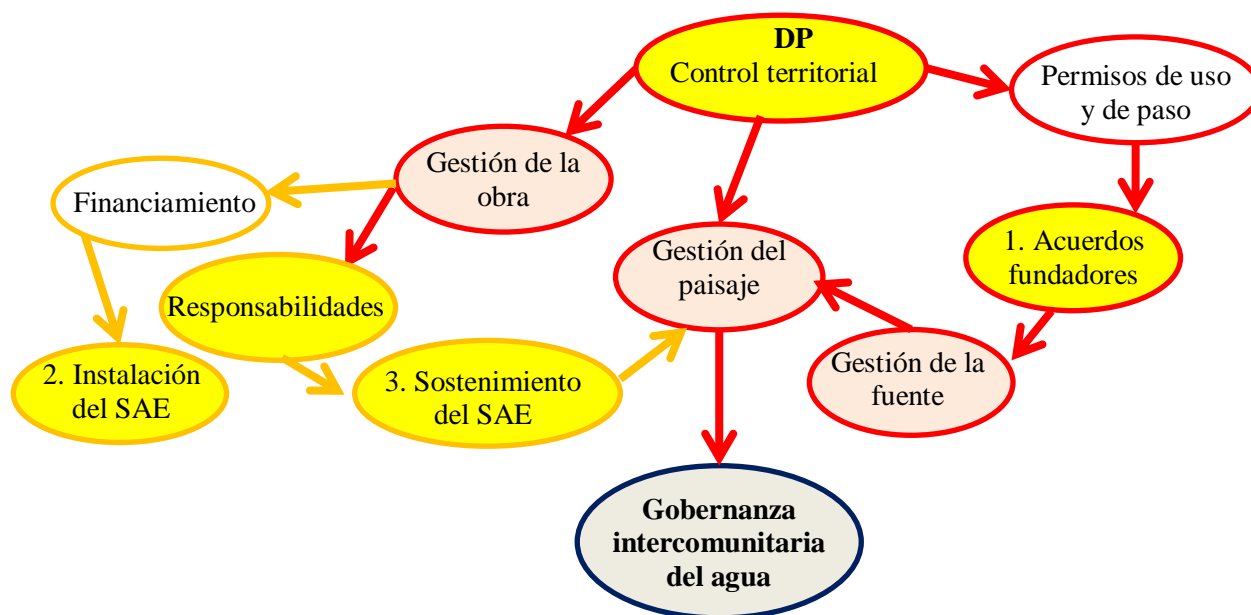 DP
Control territorial
Permisos de uso
y de paso
Gestión de la
obra
Financiamiento
Gestión del
paisaje
1. Acuerdos
fundadores
Responsabilidades
2. Instalación
del SAE
3. Sostenimiento
del SAE
Gestión de la
fuente
Gobernanza
intercomunitaria
del agua